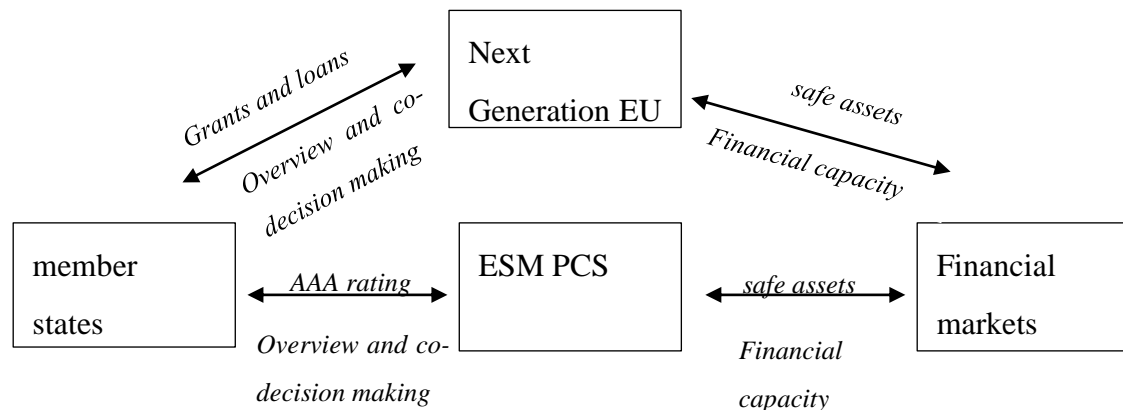 Next
Generation EU
Grants and loans
Overview and co-
decision making
safe assets
Financial capacity
member
states
AAA rating
Overview and co-
decision making
ESM PCS
safe assets
Financial
capacity
Financial
markets